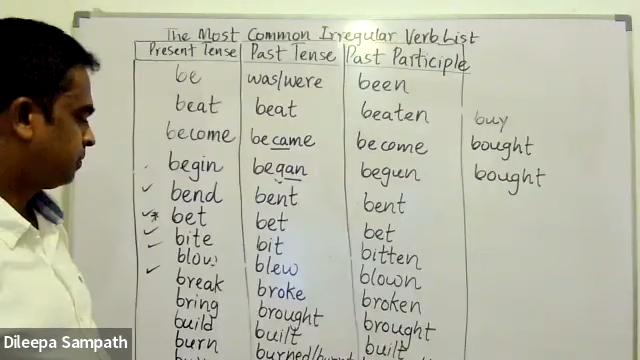 The Most Common Irregular Verb List
Present Tense Past Tense Past Participle
be was/were been
beat beat beaten buy
become became become bought
begin began begun bought
bend bent bent
bet bet bet
bite bit bitten
blow blew blown
break broke broken
bring brought brought
build built built
burn burned/burnt
Dileepa Sampath